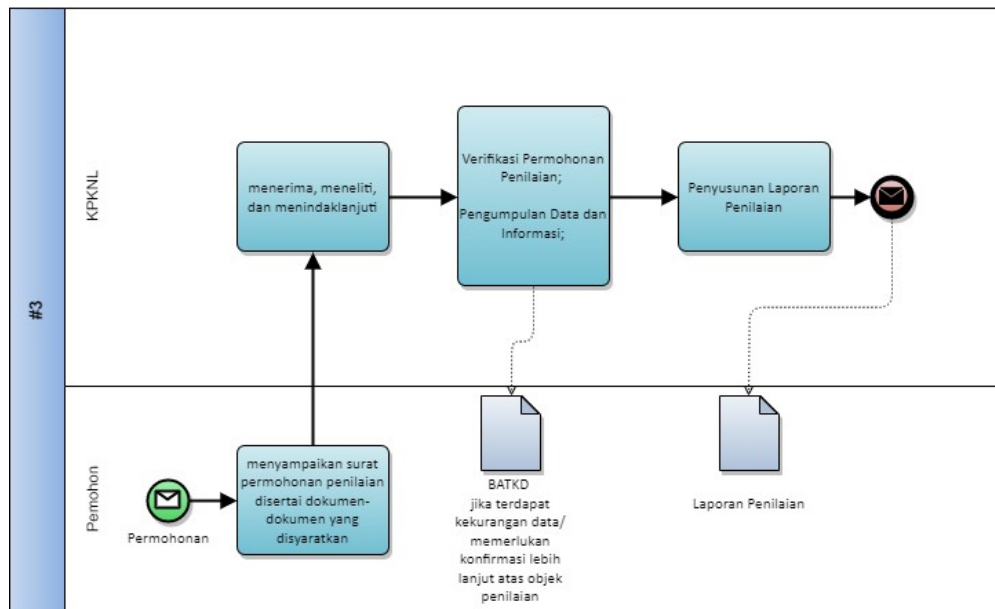 #3
KPKNL
menerima, meneliti,
dan menindaklanjuti
Verifikasi Permohonan
Penilaian;
Pengumpulan Data dan
Informasi;
Penyusunan Laporan
Penilaian
Pemohon
Permohonan
menyampaikan surat
permohonan penilaian
disertai dokumen-
dokumen yang
disyaratkan
BATKD
jika terdapat
kekurangan data/
memerlukan
konfirmasi lebih
lanjut atas objek
penilaian
Laporan Penilaian